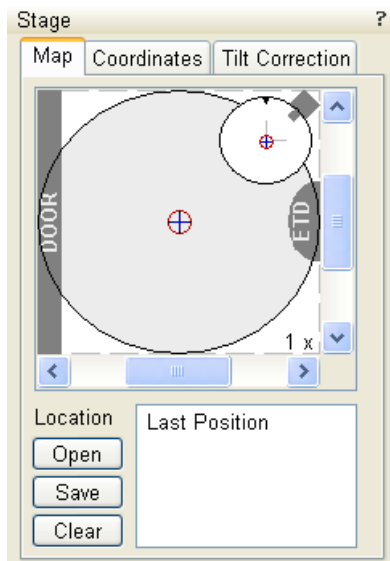 Stage ?
Map Coordinates Tilt Correction
DOOR
ETD
1 x
Location
Last Position
Open
Save
Clear